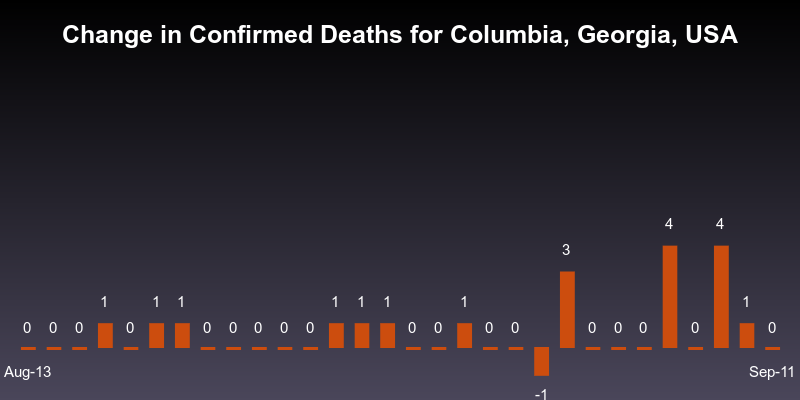 Change in Confirmed Deaths for Columbia, Georgia, USA
4 4
3
1 1 1 1 1 1 1 1
0 0 0 0 0 0 0 0 0 0 0 0 0 0 0 0 0 0 0
Aug-13 Sep-11
-1